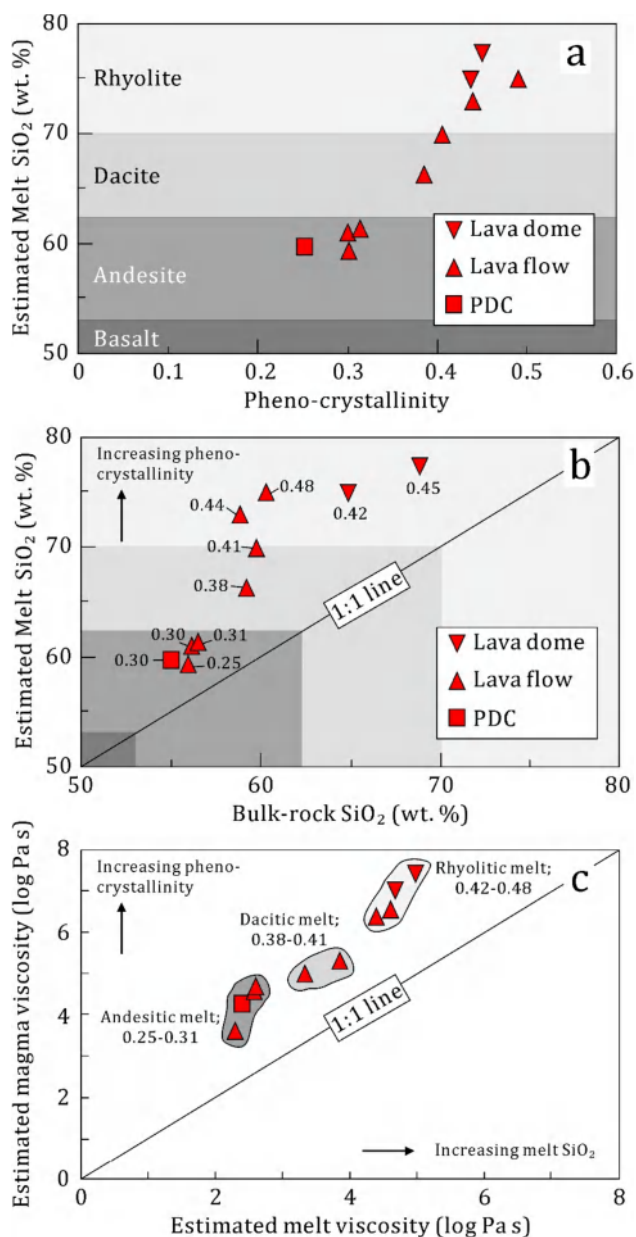 80
a
Rhyolite
70
Dacite
60
Andesite
Basalt
50
Estimated Melt SiO₂ (wt. %)
Lava dome
Lava flow
PDC
0 0.1 0.2 0.3 0.4 0.5 0.6
Pheno-crystallinity
80
Increasing pheno-
crystallinity
b
0.48
0.45
0.44
0.42
70
0.41
0.38
1:1 line
0.30 0.31
60
0.30 0.25
50
Estimated Melt SiO₂ (wt. %)
Lava dome
Lava flow
PDC
50 60 70 80
Bulk-rock SiO₂ (wt. %)
8
Increasing pheno-
crystallinity
c
Rhyolitic melt;
0.42-0.48
6
Dacitic melt;
0.38-0.41
4
Andesitic melt;
0.25-0.31
1:1 line
2
Increasing melt SiO₂
0
Estimated magma viscosity (log Pa s)
0 2 4 6 8
Estimated melt viscosity (log Pa s)